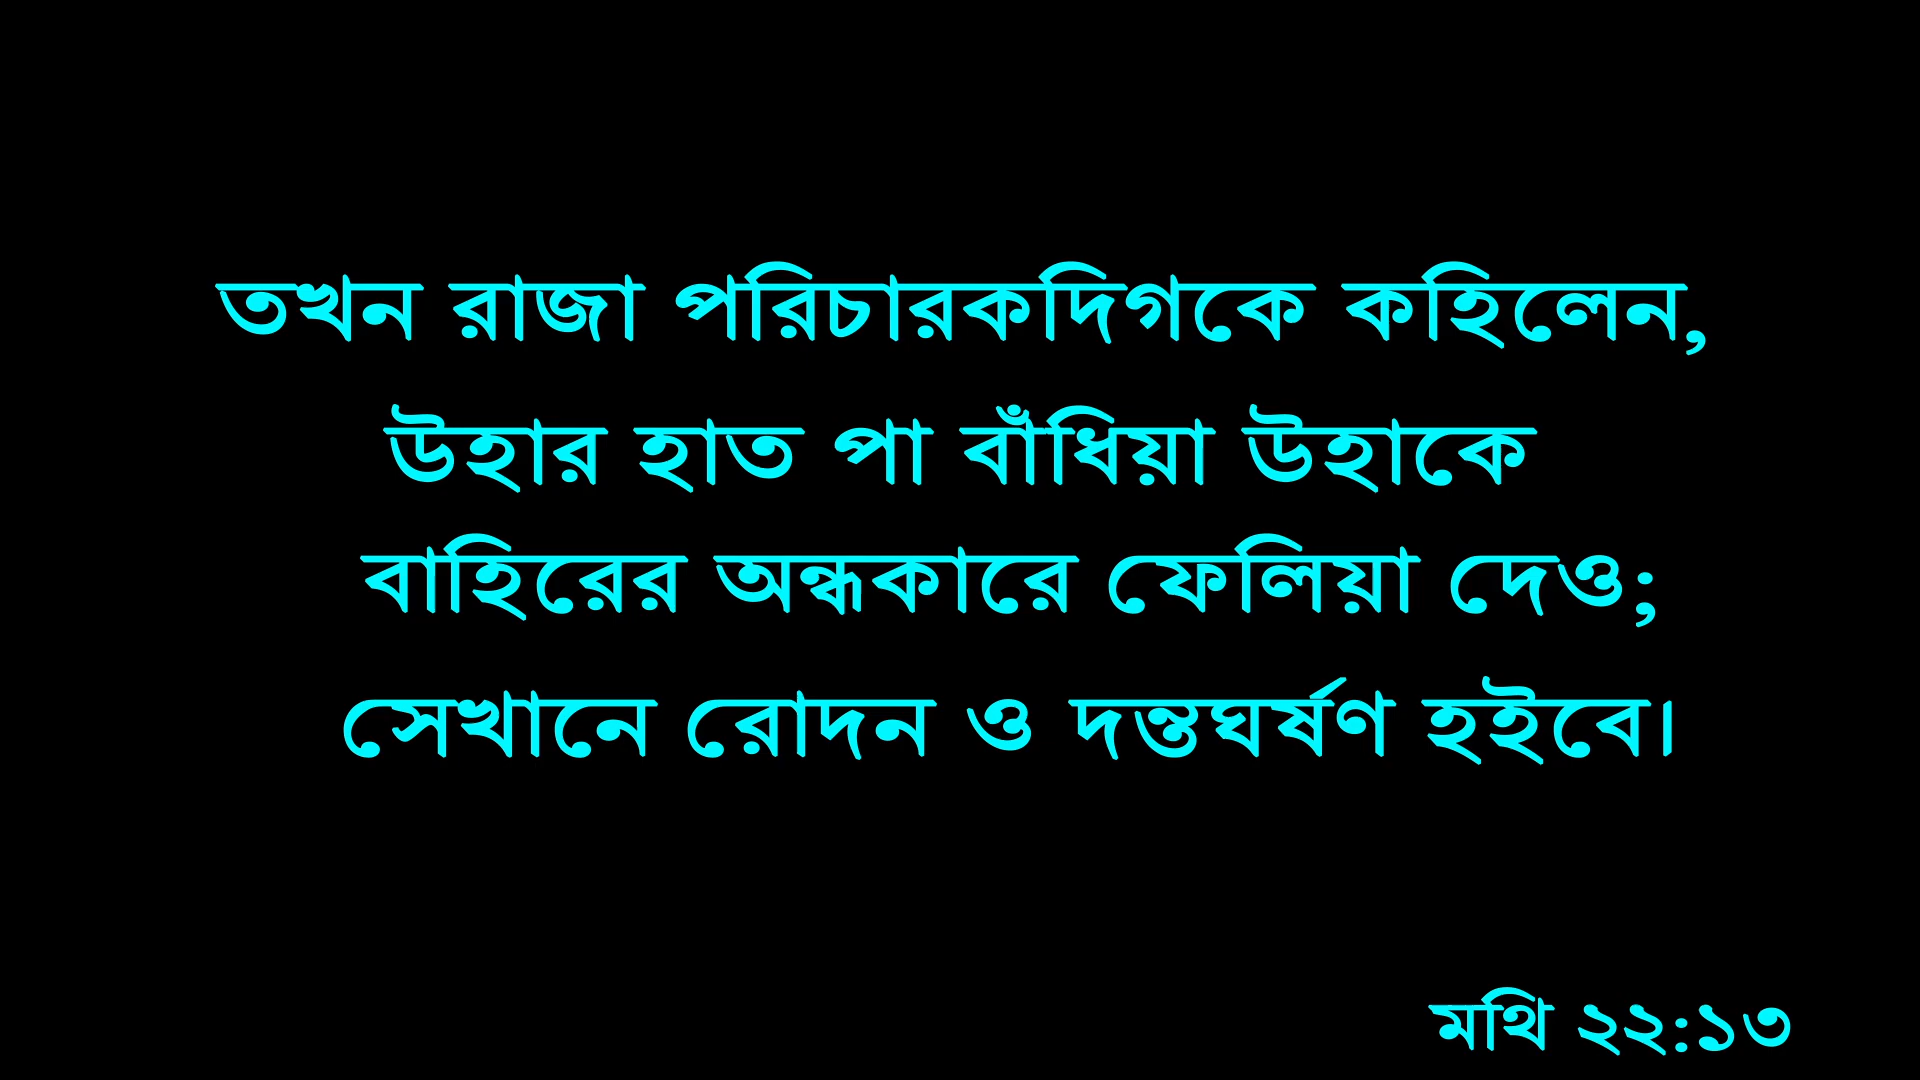 তখন রাজা পরিচারকদিগকে কহিলেন,
উহার হাত পা বাঁধিয়া উহাকে
বাহিরের অন্ধকারে ফেলিয়া দেও;
সেখানে রোদন ও দন্তঘর্ষণ হইবে।
মথি ২২:১৩